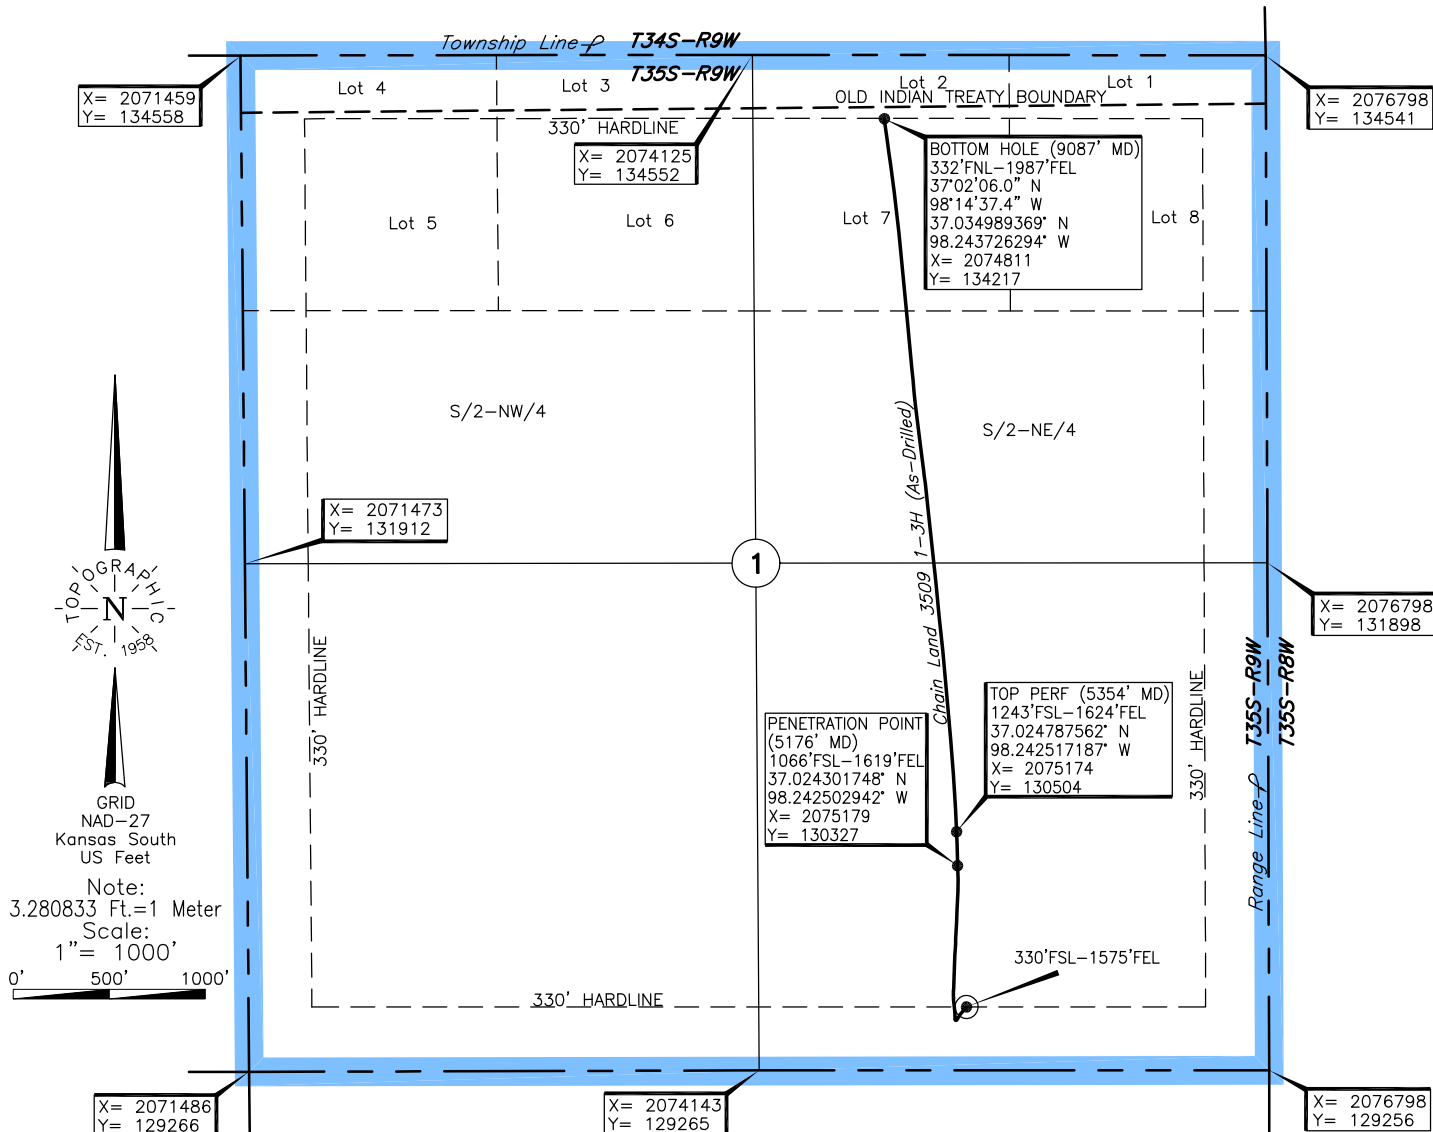 Township Line
T34S-R9W
T35S-R9W
X= 2071459
Y= 134558
Lot 4
Lot 3
Lot 2
Lot 1
OLD INDIAN TREATY BOUNDARY
X= 2076798
Y= 134541
330' HARDLINE
X= 2074125
Y= 134552
BOTTOM HOLE (9087' MD)
332'FNL-1987'FEL
37°02'06.0" N
98°14'37.4" W
37.034989369° N
98.243726294° W
X= 2074811
Y= 134217
Lot 5
Lot 6
Lot 7
Lot 8
S/2-NW/4
S/2-NE/4
Chain Land 3509 1-3H (As-Drilled)
X= 2071473
Y= 131912
1
X= 2076798
Y= 131898
TOPOGRAPHIC
N
EST. 1958
GRID
NAD-27
Kansas South
US Feet
Note:
3.280833 Ft.=1 Meter
Scale:
1"= 1000'
0' 500' 1000'
330' HARDLINE
PENETRATION POINT
(5176' MD)
1066'FSL-1619'FEL
37.024301748° N
98.242502942° W
X= 2075179
Y= 130327
TOP PERF (5354' MD)
1243'FSL-1624'FEL
37.024787562° N
98.242517187° W
X= 2075174
Y= 130504
330' HARDLINE
T35S-R9W
T35S-R8W
Range Line
330'FSL-1575'FEL
330' HARDLINE
X= 2071486
Y= 129266
X= 2074143
Y= 129265
X= 2076798
Y= 129256